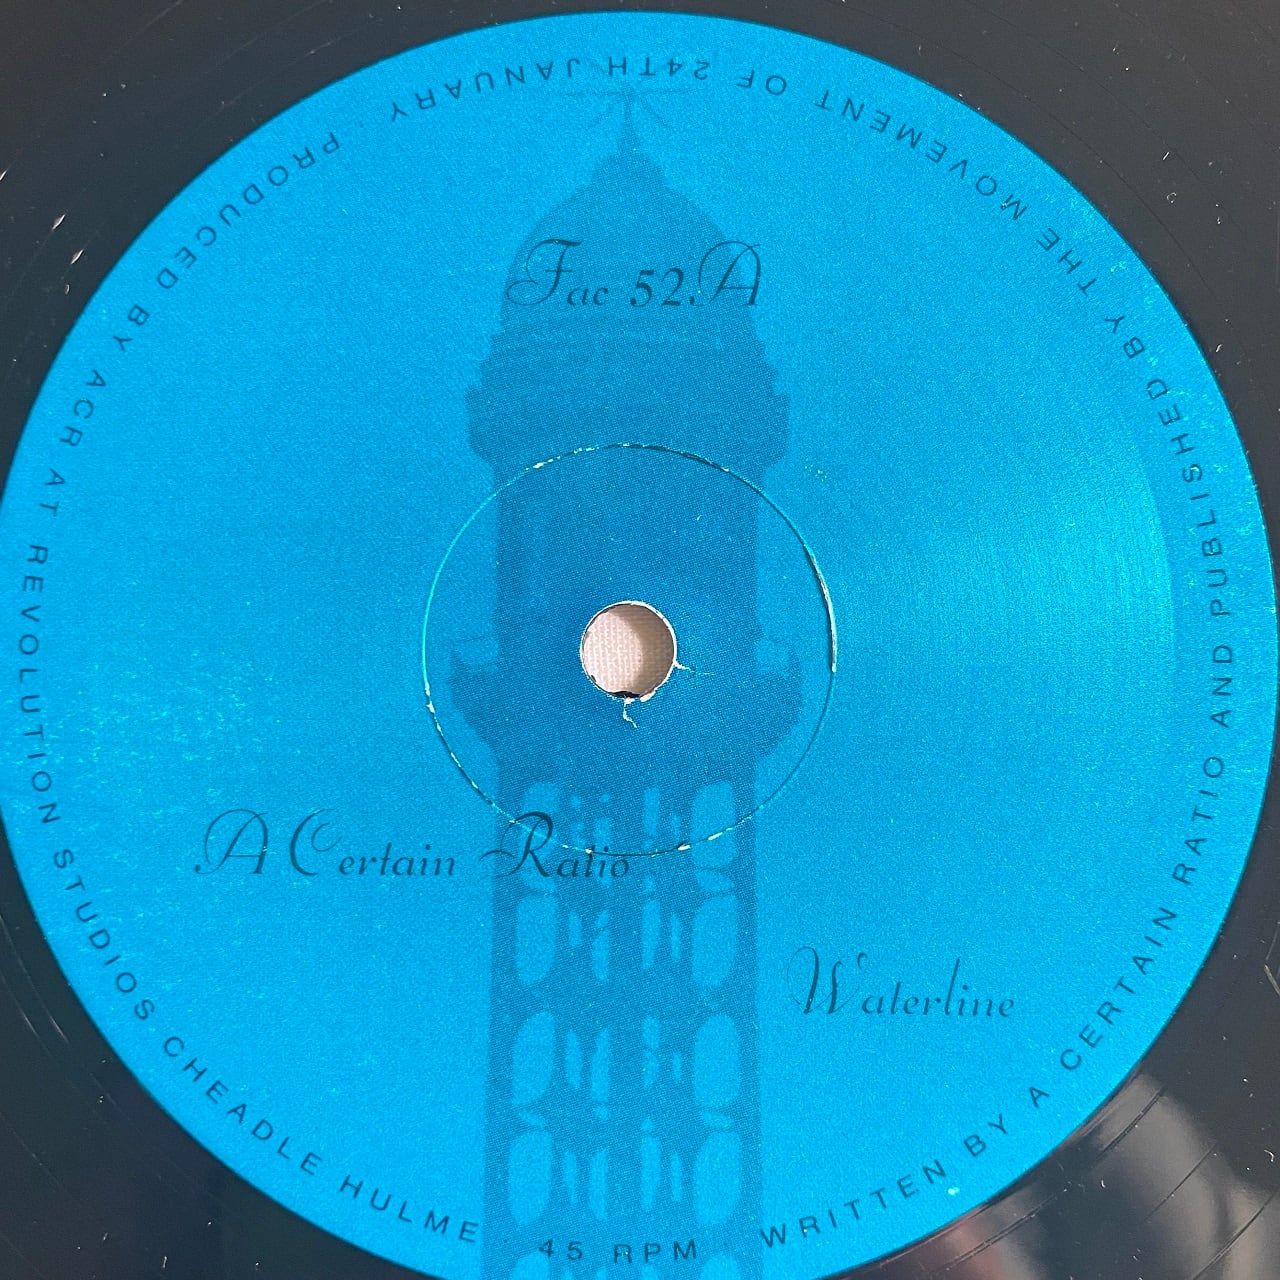 Fac 52.A
A Certain Ratio
Waterline
WRITTEN BY A CERTAIN RATIO AND PUBLISHED BY THE MOVEMENT OF 24TH JANUARY · PRODUCED BY ACR AT REVOLUTION STUDIOS CHEADLE HULME · 45 RPM ·